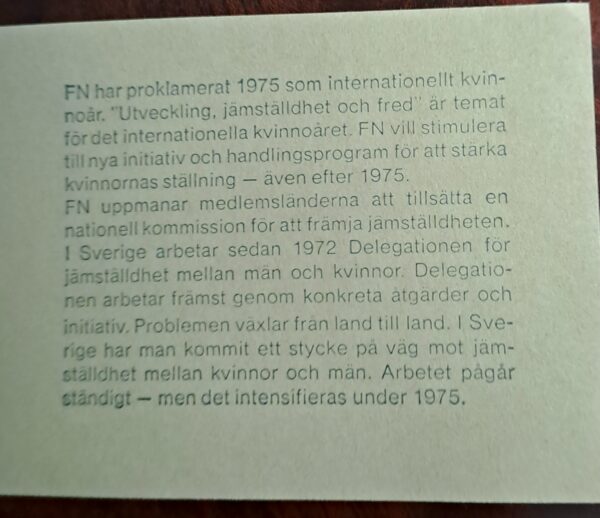 FN har proklamerat 1975 som internationellt kvin-
noår. "Utveckling, jämställdhet och fred" är temat
för det internationella kvinnoåret. FN vill stimulera
till nya initiativ och handlingsprogram för att stärka
kvinnornas ställning — även efter 1975.
FN uppmanar medlemsländerna att tillsätta en
nationell kommission för att främja jämställdheten.
I Sverige arbetar sedan 1972 Delegationen för
jämställdhet mellan män och kvinnor. Delegatio-
nen arbetar främst genom konkreta åtgärder och
initiativ. Problemen växlar från land till land. I Sve-
rige har man kommit ett stycke på väg mot jäm-
ställdhet mellan kvinnor och män. Arbetet pågår
ständigt — men det intensifieras under 1975.